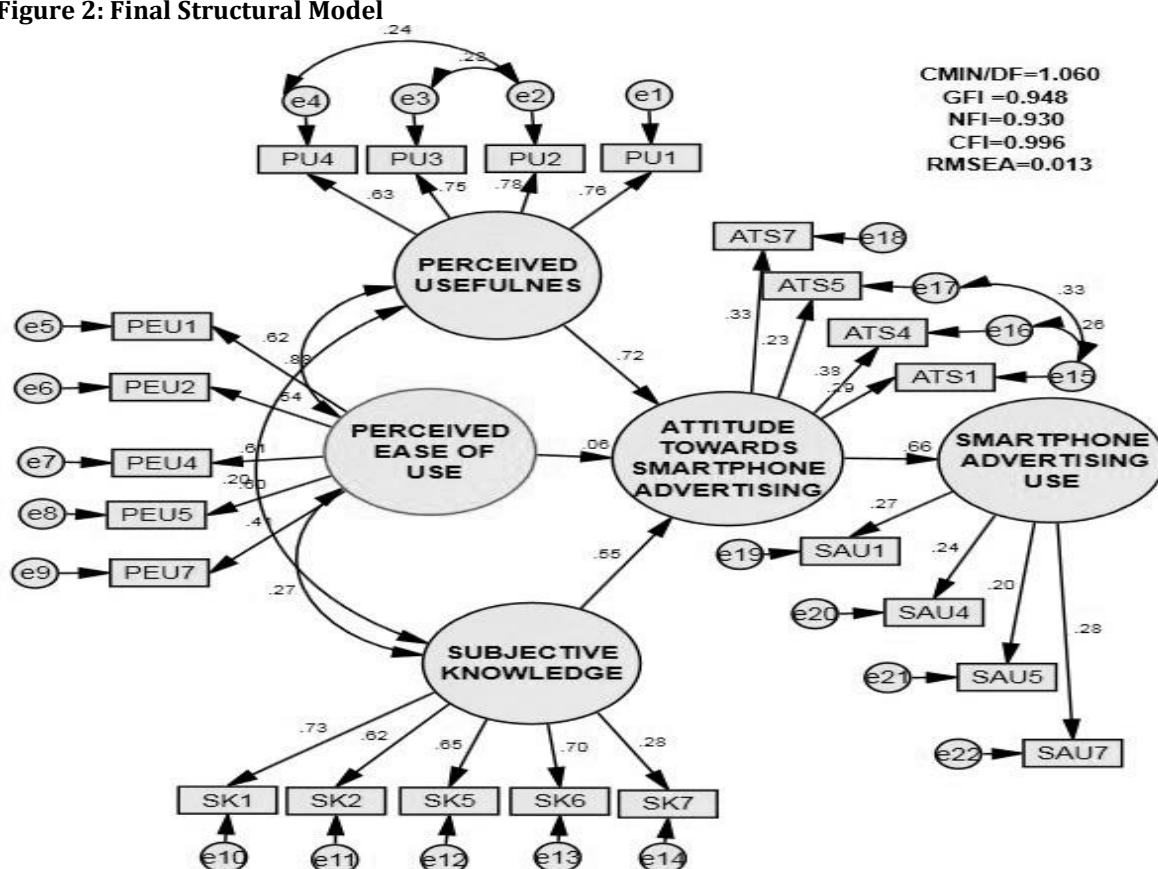 Figure 2: Final Structural Model
.24
.28
CMIN/DF=1.060
GFI =0.948
NFI=0.930
CFI=0.996
RMSEA=0.013
e4
e3
e2
e1
PU4
PU3
PU2
PU1
.63
.75
.78
.76
PERCEIVED
USEFULNES
ATS7
e18
ATS5
e17
.33
ATS4
e16
.26
ATS1
e15
.33
.23
.38
.29
e5
PEU1
.62
e6
PEU2
.54
e7
PEU4
.61
e8
PEU5
.20
.60
e9
PEU7
.72
PERCEIVED
EASE OF
USE
.06
ATTITUDE
TOWARDS
SMARTPHONE
ADVERTISING
.66
SMARTPHONE
ADVERTISING
USE
.27
.55
.27
e19
SAU1
.24
e20
SAU4
.20
e21
SAU5
.28
e22
SAU7
SUBJECTIVE
KNOWLEDGE
.73
.62
.65
.70
.28
SK1
SK2
SK5
SK6
SK7
e10
e11
e12
e13
e14